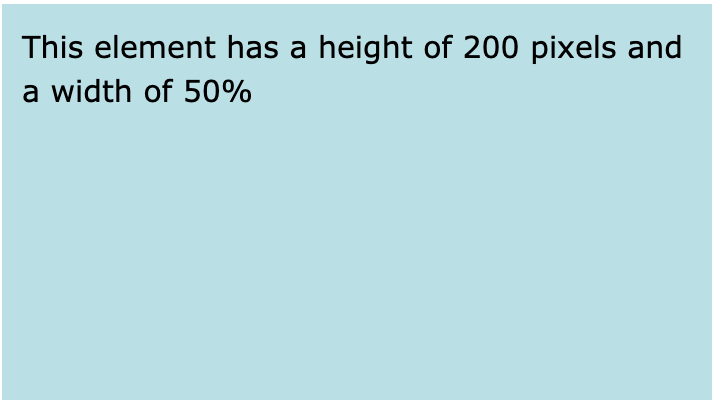 This element has a height of 200 pixels and
a width of 50%